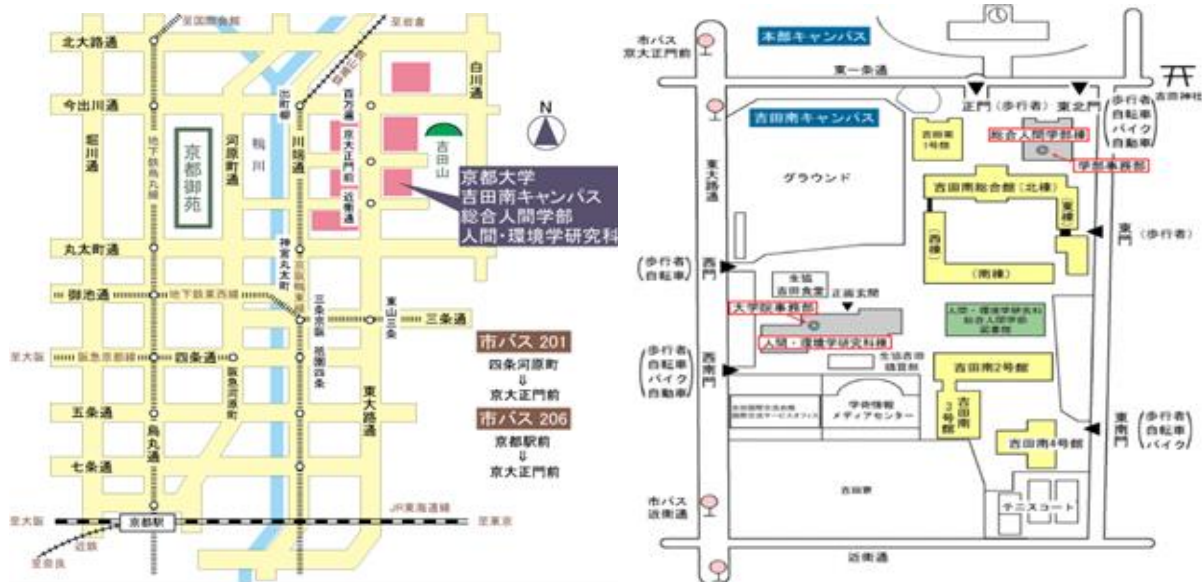 至国際会館
至岩倉
北大路通
叡山電鉄
白川通
今出川通
出町柳
百万遍
堀川通
地下鉄烏丸線
京都御苑
河原町通
鴨川
川端通
京大正門前
近衛通
吉田山
N
京都大学
吉田南キャンパス
総合人間学部
人間・環境学研究科
丸太町通
神宮丸太町
京阪鴨東線
御池通
地下鉄東西線
三条京阪
東山三条
三条通
至大阪
阪急京都線
四条通
阪急河原町
祇園四条
東大路通
五条通
烏丸通
七条通
市バス 201
四条河原町
⇩
京大正門前
市バス 206
京都駅前
⇩
京大正門前
JR東海道線
至大阪
京都駅
至東京
近鉄
至奈良
市バス
京大正門前
本部キャンパス
東一条通
吉田神社
正門(歩行者)
東北門
(歩行者
自転車
バイク
自動車)
吉田南キャンパス
吉田南
1号館
総合人間学部棟
学部事務部
東大路通
グラウンド
吉田南総合館(北棟)
東棟
(西棟)
(南棟)
東門
(歩行者)
(歩行者
自転車)
西門
生協
吉田食堂
正面玄関
大学院事務部
人間・環境学研究科棟
人間・環境学研究科
総合人間学部
図書館
(歩行者
自転車
バイク
自動車)
西南門
生協吉田
購買部
吉田南2号館
学術情報
メディアセンター
吉田南
吉田南4号館
東南門
(歩行者
自転車
バイク)
吉田寮
テニスコート
市バス
近衛通
近衛通